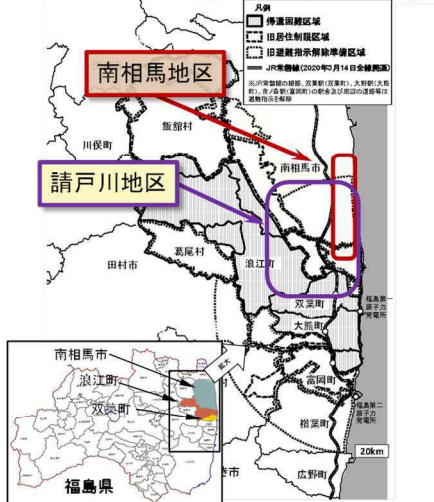 凡例
帰還困難区域
旧居住制限区域
旧避難指示解除準備区域
JR常磐線(2020年3月14日全線開通)
南相馬地区
飯舘村
川俣町
南相馬市
請戸川地区
葛尾村
田村市
浪江町
双葉町
福島第一
原子力
発電所
大熊町
拡大
南相馬市
浪江町
双葉町
富岡町
福島第二
原子力
発電所
楢葉町
20km
福島県
き市
広野町